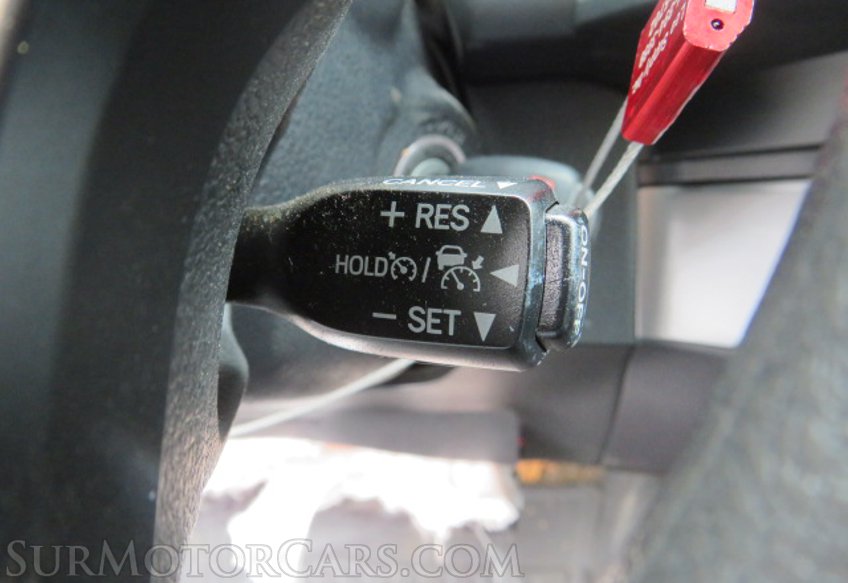 CANCEL
+ RES
HOLD /
- SET
ON-OFF
SURMOTORCARS.COM